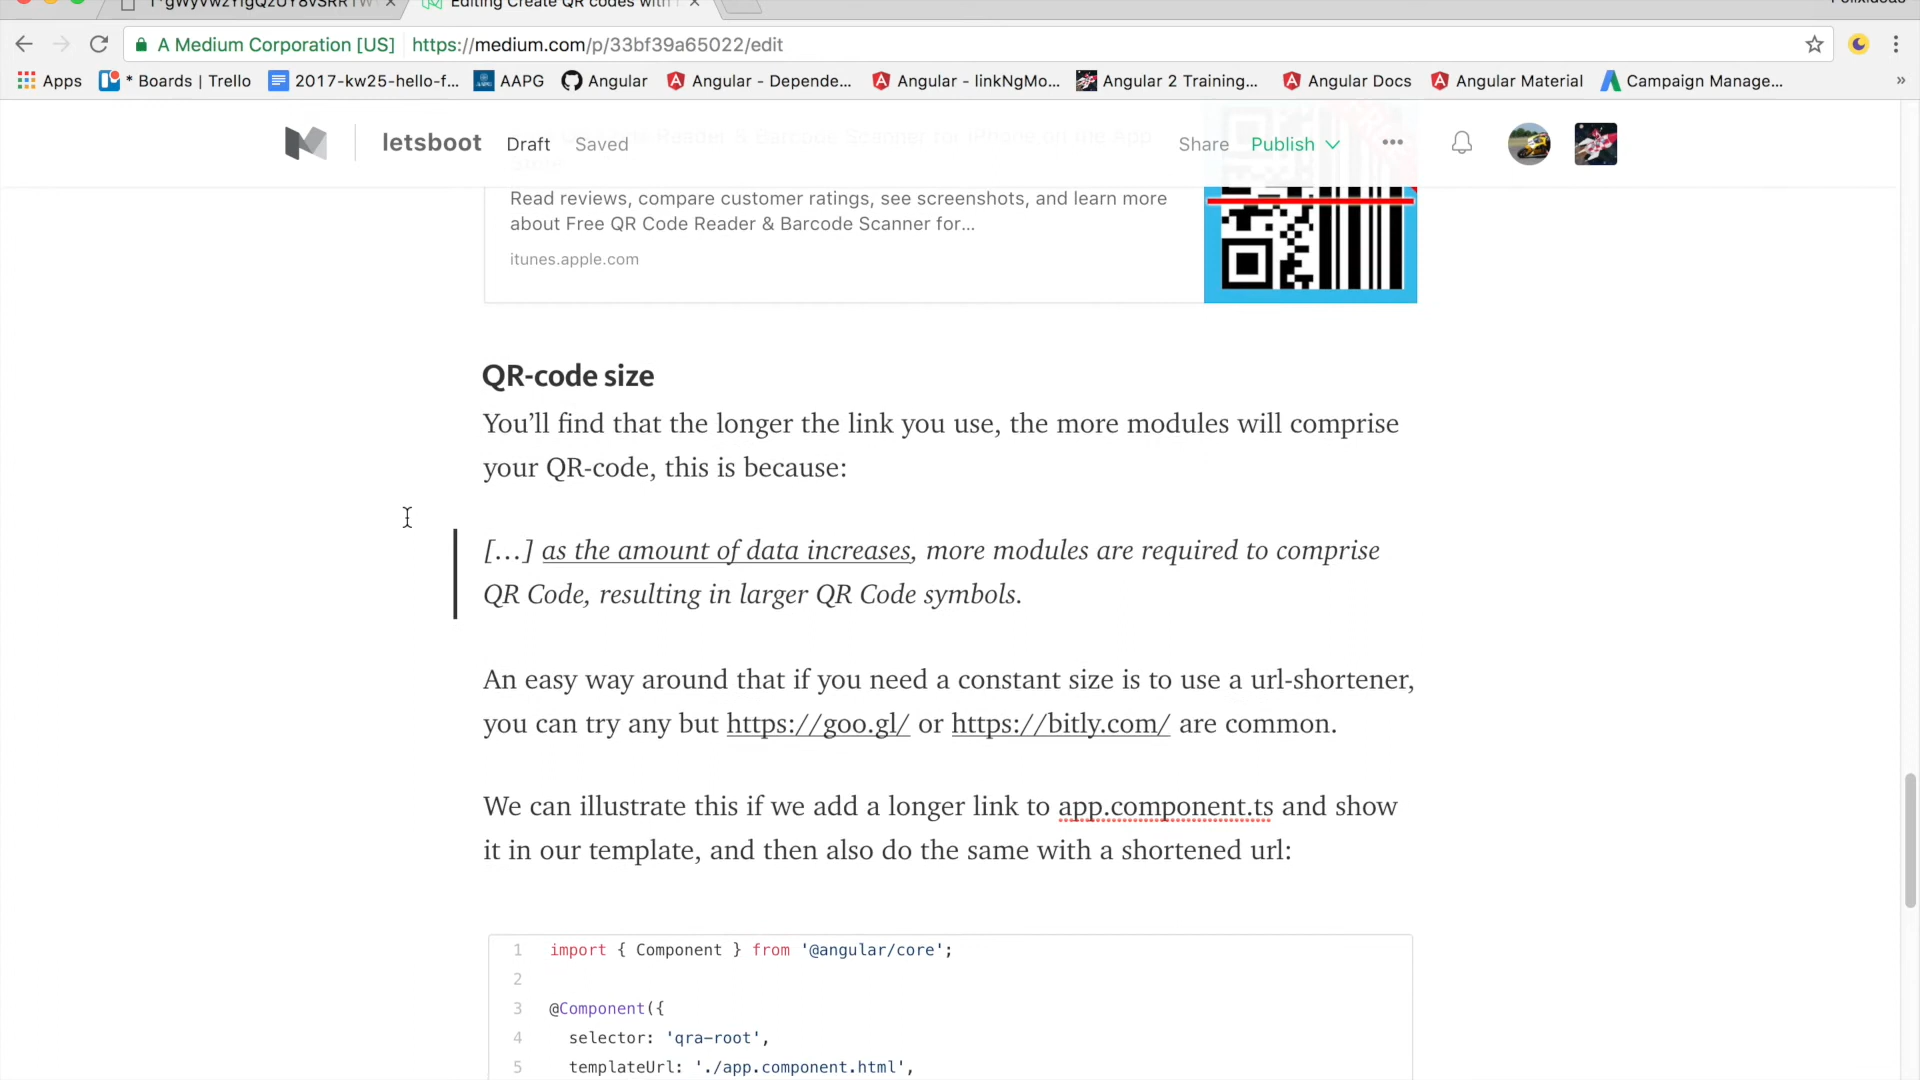 Editing Create QR codes with
A Medium Corporation [US] https://medium.com/p/33bf39a65022/edit
Apps * Boards | Trello 2017-kw25-hello-f... AAPG Angular Angular - Depende... Angular - linkNgMo... Angular 2 Training... Angular Docs Angular Material Campaign Manage... »
letsboot Draft Saved Share Publish •••
Read reviews, compare customer ratings, see screenshots, and learn more
about Free QR Code Reader & Barcode Scanner for...
itunes.apple.com
QR-code size
You’ll find that the longer the link you use, the more modules will comprise
your QR-code, this is because:
[…] as the amount of data increases, more modules are required to comprise
QR Code, resulting in larger QR Code symbols.
An easy way around that if you need a constant size is to use a url-shortener,
you can try any but https://goo.gl/ or https://bitly.com/ are common.
We can illustrate this if we add a longer link to app.component.ts and show
it in our template, and then also do the same with a shortened url:
1 import { Component } from '@angular/core';
2
3 @Component({
4 selector: 'qra-root',
5 templateUrl: './app.component.html',